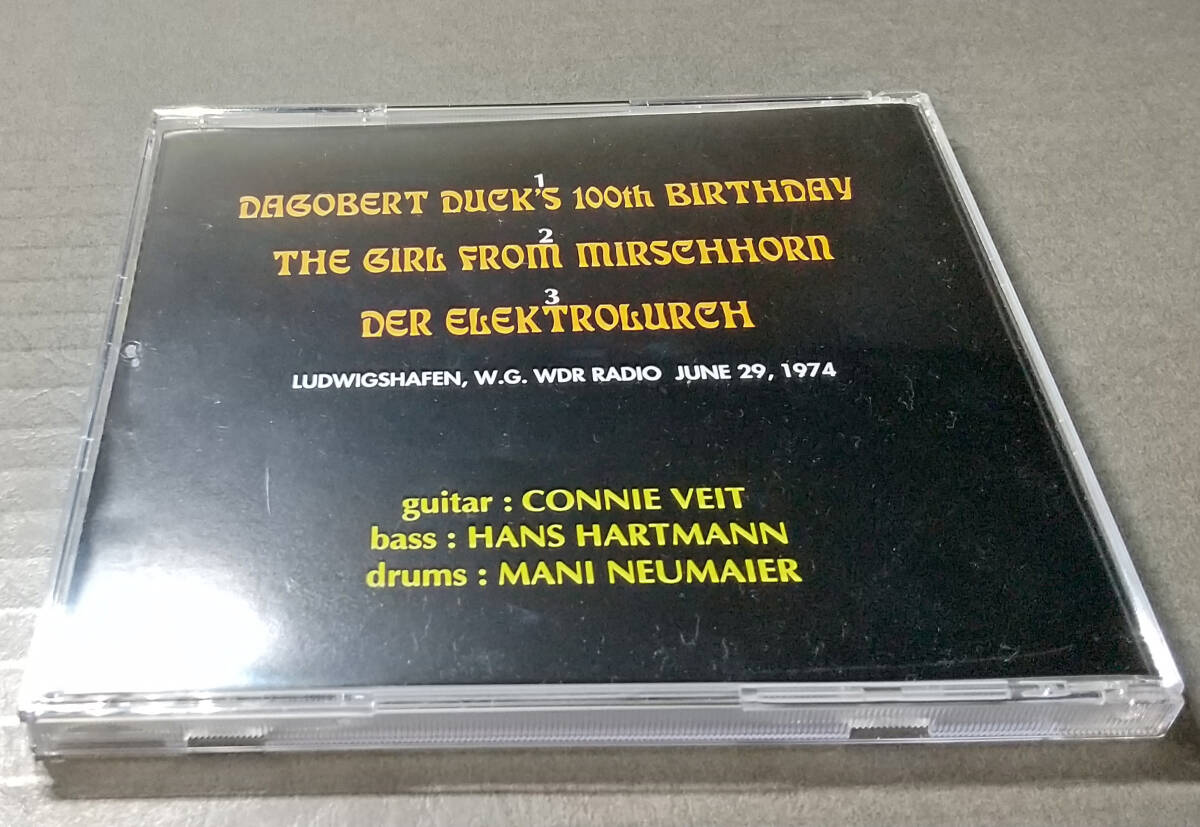 1
DAGOBERT DUCK'S 100th BIRTHDAY
2
THE GIRL FROM MIRSCHHORN
3
DER ELEKTROLURCH
LUDWIGSHAFEN, W.G. WDR RADIO JUNE 29, 1974
guitar : CONNIE VEIT
bass : HANS HARTMANN
drums : MANI NEUMAIER